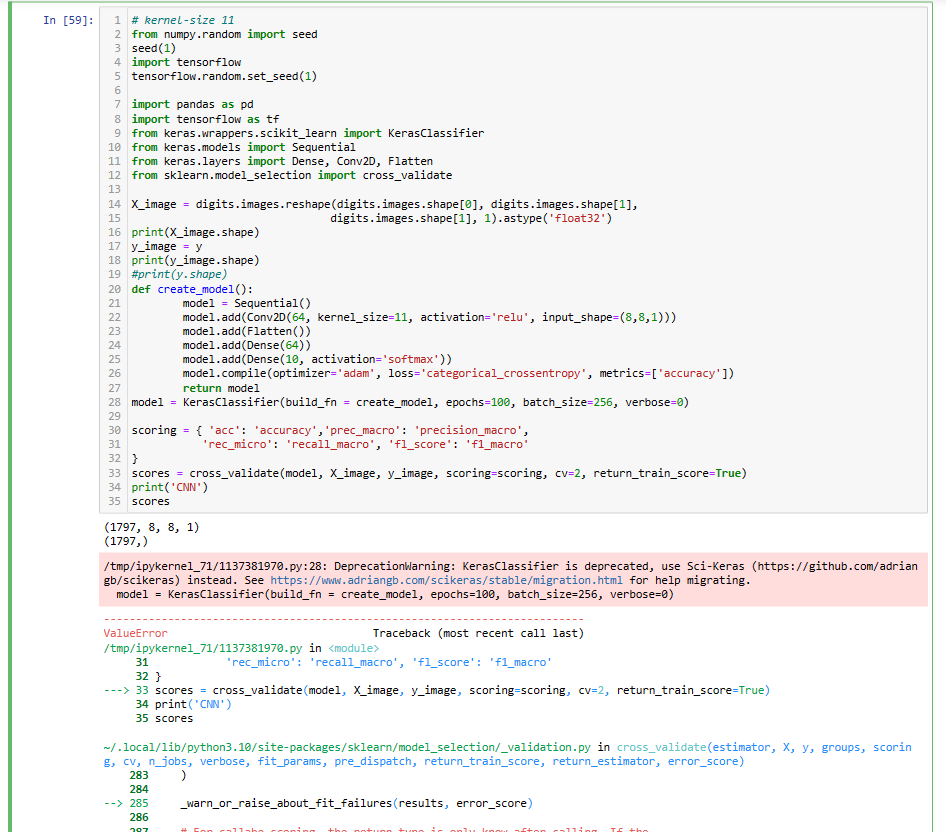 In [59]:
1 # kernel-size 11
2 from numpy.random import seed
3 seed(1)
4 import tensorflow
5 tensorflow.random.set_seed(1)
6
7 import pandas as pd
8 import tensorflow as tf
9 from keras.wrappers.scikit_learn import KerasClassifier
10 from keras.models import Sequential
11 from keras.layers import Dense, Conv2D, Flatten
12 from sklearn.model_selection import cross_validate
13
14 X_image = digits.images.reshape(digits.images.shape[0], digits.images.shape[1],
15 digits.images.shape[1], 1).astype('float32')
16 print(X_image.shape)
17 y_image = y
18 print(y_image.shape)
19 #print(y.shape)
20 def create_model():
21 model = Sequential()
22 model.add(Conv2D(64, kernel_size=11, activation='relu', input_shape=(8,8,1)))
23 model.add(Flatten())
24 model.add(Dense(64))
25 model.add(Dense(10, activation='softmax'))
26 model.compile(optimizer='adam', loss='categorical_crossentropy', metrics=['accuracy'])
27 return model
28 model = KerasClassifier(build_fn = create_model, epochs=100, batch_size=256, verbose=0)
29
30 scoring = { 'acc': 'accuracy','prec_macro': 'precision_macro',
31 'rec_micro': 'recall_macro', 'fl_score': 'f1_macro'
32 }
33 scores = cross_validate(model, X_image, y_image, scoring=scoring, cv=2, return_train_score=True)
34 print('CNN')
35 scores
(1797, 8, 8, 1)
(1797,)
/tmp/ipykernel_71/1137381970.py:28: DeprecationWarning: KerasClassifier is deprecated, use Sci-Keras (https://github.com/adrian
gb/scikeras) instead. See https://www.adriangb.com/scikeras/stable/migration.html for help migrating.
model = KerasClassifier(build_fn = create_model, epochs=100, batch_size=256, verbose=0)
---------------------------------------------------------------------------
ValueError Traceback (most recent call last)
/tmp/ipykernel_71/1137381970.py in <module>
31 'rec_micro': 'recall_macro', 'fl_score': 'f1_macro'
32 }
---> 33 scores = cross_validate(model, X_image, y_image, scoring=scoring, cv=2, return_train_score=True)
34 print('CNN')
35 scores
~/.local/lib/python3.10/site-packages/sklearn/model_selection/_validation.py in cross_validate(estimator, X, y, groups, scorin
g, cv, n_jobs, verbose, fit_params, pre_dispatch, return_train_score, return_estimator, error_score)
283 )
284
--> 285 _warn_or_raise_about_fit_failures(results, error_score)
286
287 # For callabe scoring, the return type is only know after calling. If the